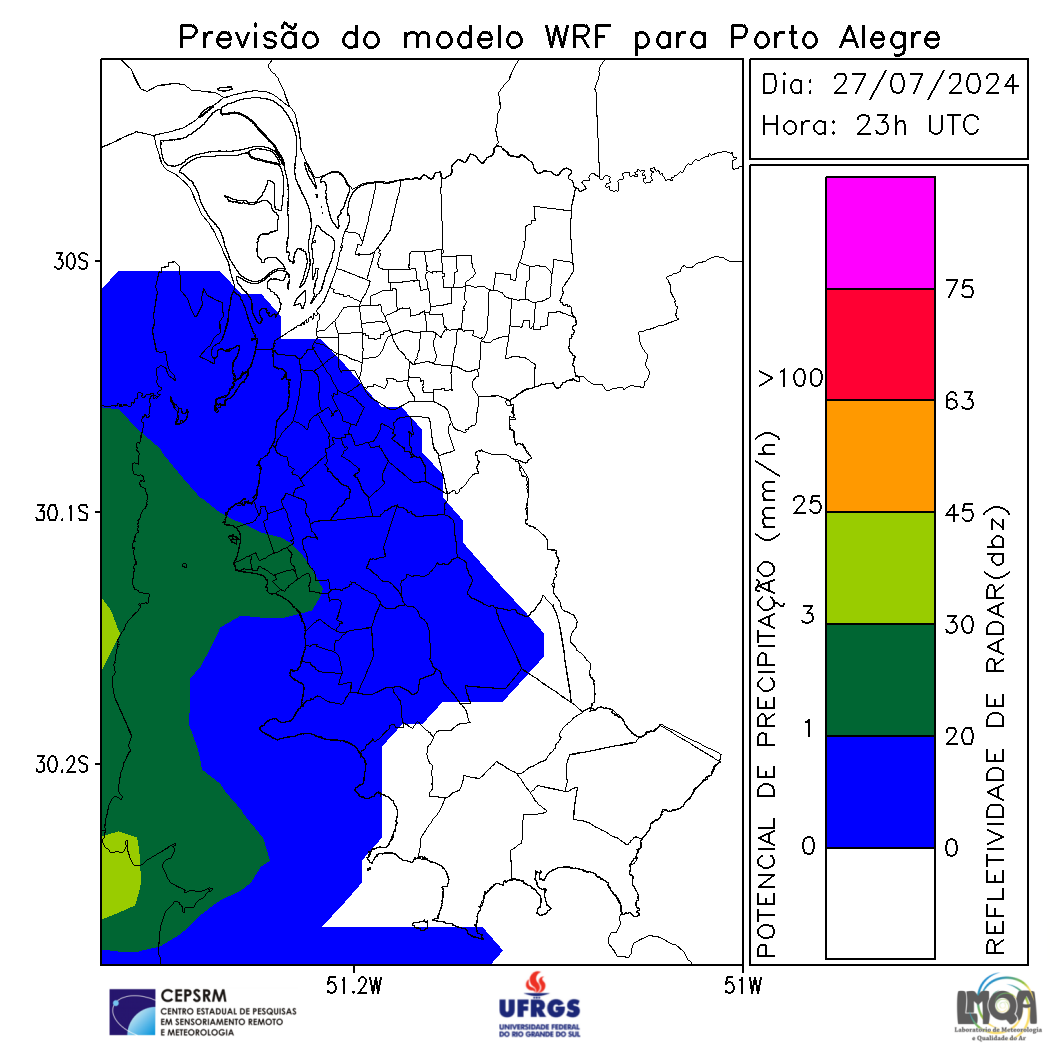 Previsão do modelo WRF para Porto Alegre
Dia: 27/07/2024
Hora: 23h UTC
30S
30.1S
30.2S
51.2W
51W
POTENCIAL DE PRECIPITAÇÃO (mm/h)
>100
25
3
1
0
75
63
45
30
20
0
REFLETIVIDADE DE RADAR(dbz)
CEPSRM
CENTRO ESTADUAL DE PESQUISAS
EM SENSORIAMENTO REMOTO
E METEOROLOGIA
UFRGS
UNIVERSIDADE FEDERAL
DO RIO GRANDE DO SUL
LMQA
Laboratório de Meteorologia
e Qualidade do Ar